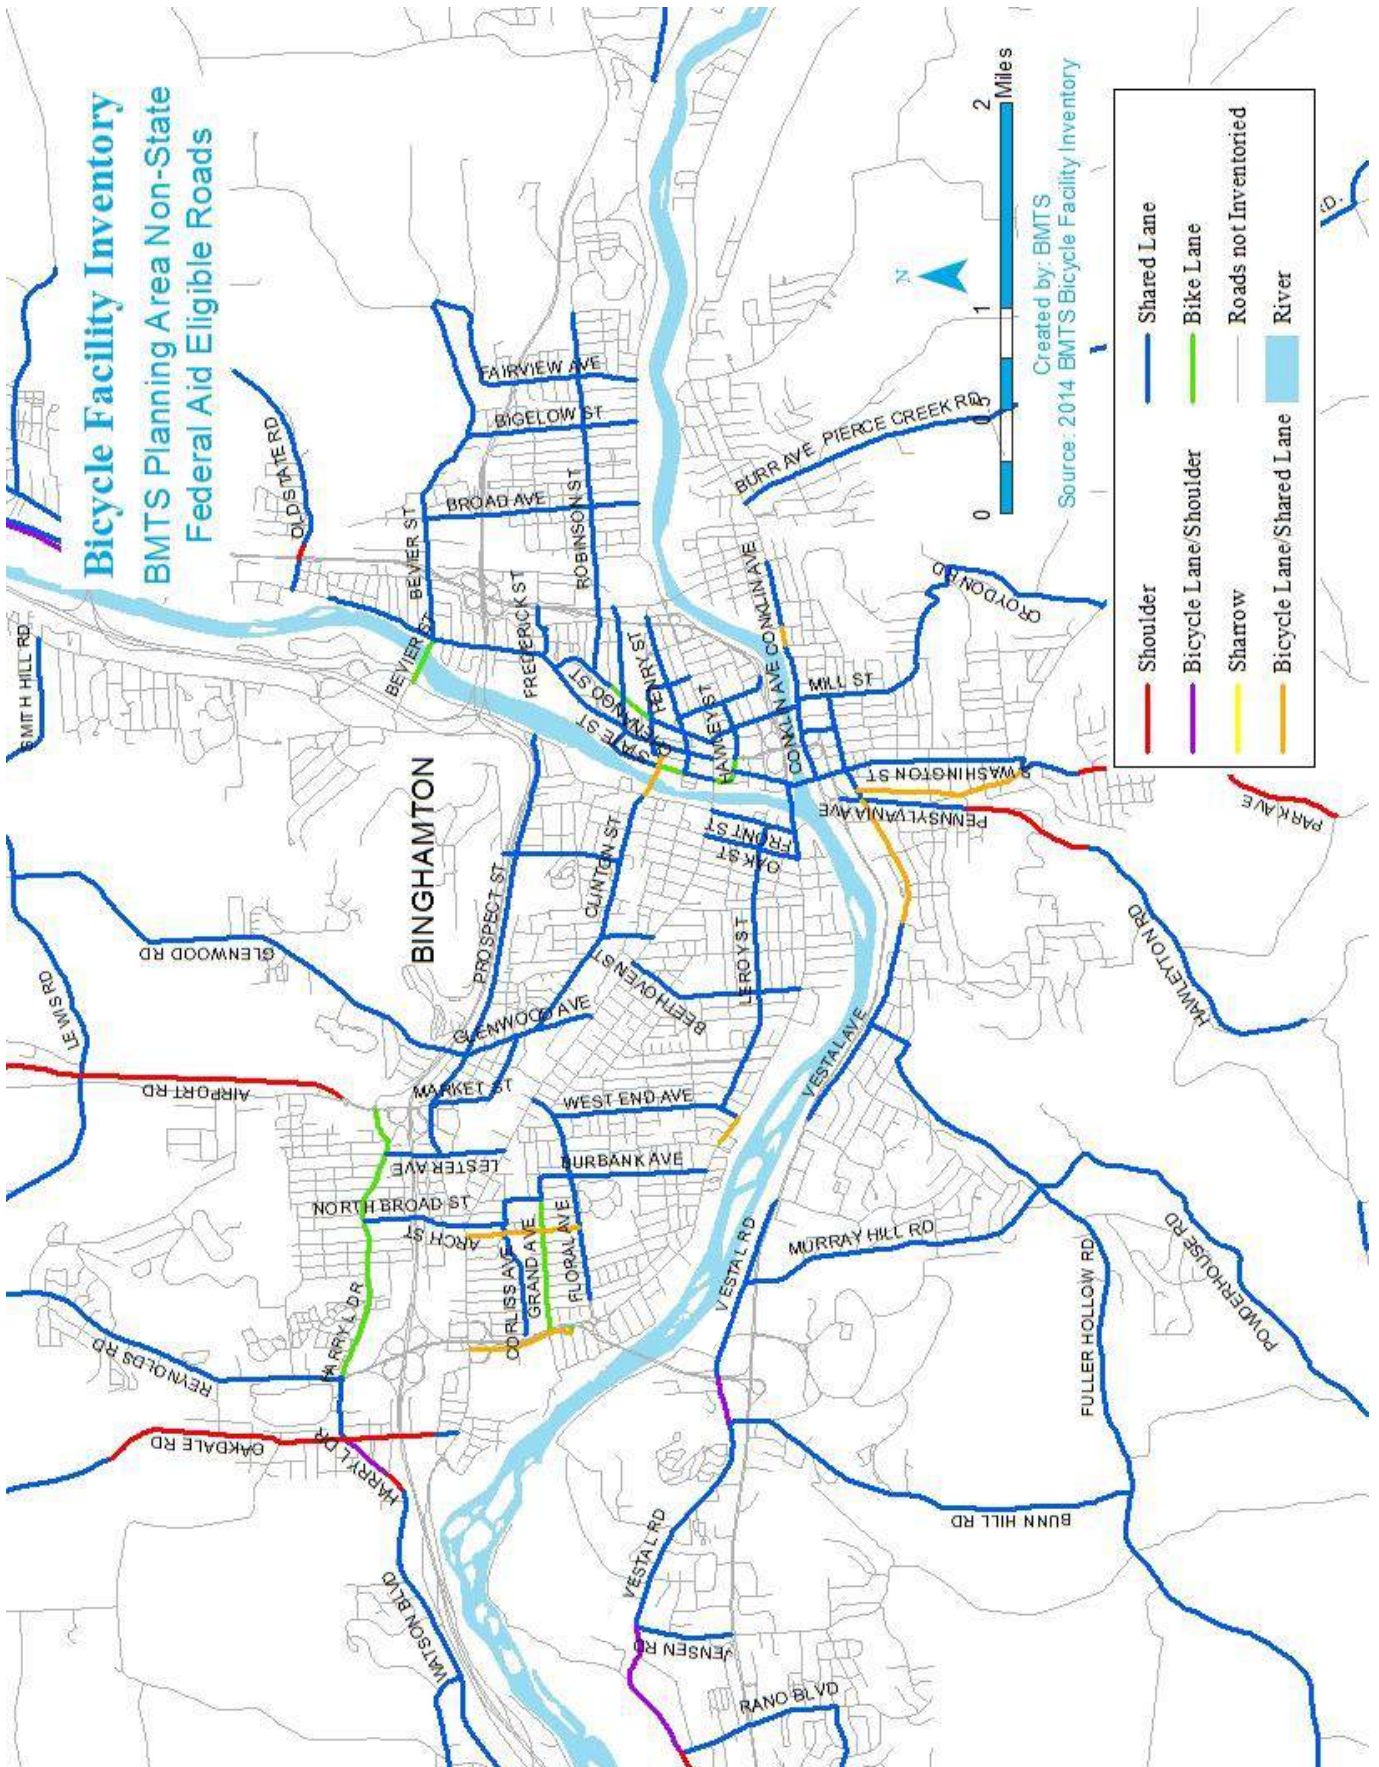 Bicycle Facility Inventory
BMTS Planning Area Non-State
Federal Aid Eligible Roads
SMITH HILL RD
OLD STATE RD
BEVIER ST
BEVIER ST
BROAD AVE
BIGELOW ST
FAIRVIEW AVE
ROBINSON ST
FREDERICK ST
CHENANGO ST
STATE ST
HENRY ST
HAWLEY ST
CONKLIN AVE
CONKLIN AVE
MILL ST
BURR AVE
PIERCE CREEK RD
CROYDON RD
S WASHINGTON ST
PENNSYLVANIA AVE
PARK AVE
HAWLEYTON RD
FRONT ST
OAK ST
LEROY ST
BEETHOVEN ST
CLINTON ST
PROSPECT ST
BINGHAMTON
GLENWOOD RD
GLENWOOD AVE
LEWIS RD
AIRPORT RD
MARKET ST
WEST END AVE
BURBANK AVE
LESTER AVE
NORTH BROAD ST
ARCH ST
CORLISS AVE
GRAND AVE
FLORAL AVE
HARRY L DR
HARRY L DR
REYNOLDS RD
OAKDALE RD
WATSON BLVD
VESTAL AVE
VESTAL RD
VESTAL RD
MURRAY HILL RD
FULLER HOLLOW RD
POWDERHOUSE RD
BUNN HILL RD
JENSEN RD
RANO BLVD
RD.
N
0 0.5 1 2
Miles
Created by: BMTS
Source: 2014 BMTS Bicycle Facility Inventory
Shoulder
Bicycle Lane/Shoulder
Sharrow
Bicycle Lane/Shared Lane
Shared Lane
Bike Lane
Roads not Inventoried
River